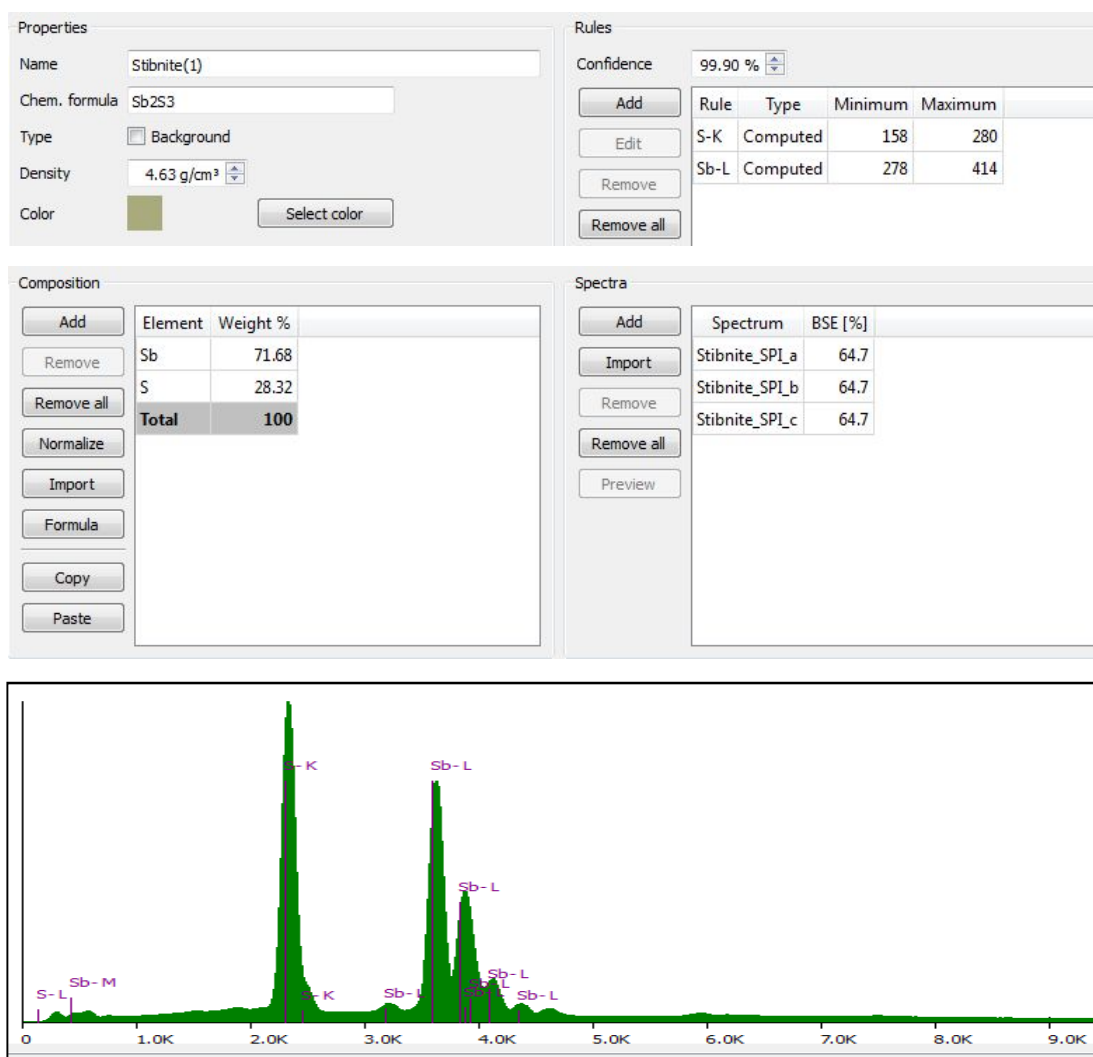 Properties
Name Stibnite(1)
Chem. formula Sb2S3
Type Background
Density 4.63 g/cm³
Color Select color
Rules
Confidence 99.90 %
Add
Edit
Remove
Remove all
Rule Type Minimum Maximum
S-K Computed 158 280
Sb-L Computed 278 414
Composition
Add
Remove
Remove all
Normalize
Import
Formula
Copy
Paste
Element Weight %
Sb 71.68
S 28.32
Total 100
Spectra
Add
Import
Remove
Remove all
Preview
Spectrum BSE [%]
Stibnite_SPI_a 64.7
Stibnite_SPI_b 64.7
Stibnite_SPI_c 64.7
S-K
Sb-L
Sb-L
Sb-L
Sb-L
Sb-M
S-L
S-K
Sb-L
Sb-L
Sb-L
0 1.0K 2.0K 3.0K 4.0K 5.0K 6.0K 7.0K 8.0K 9.0K